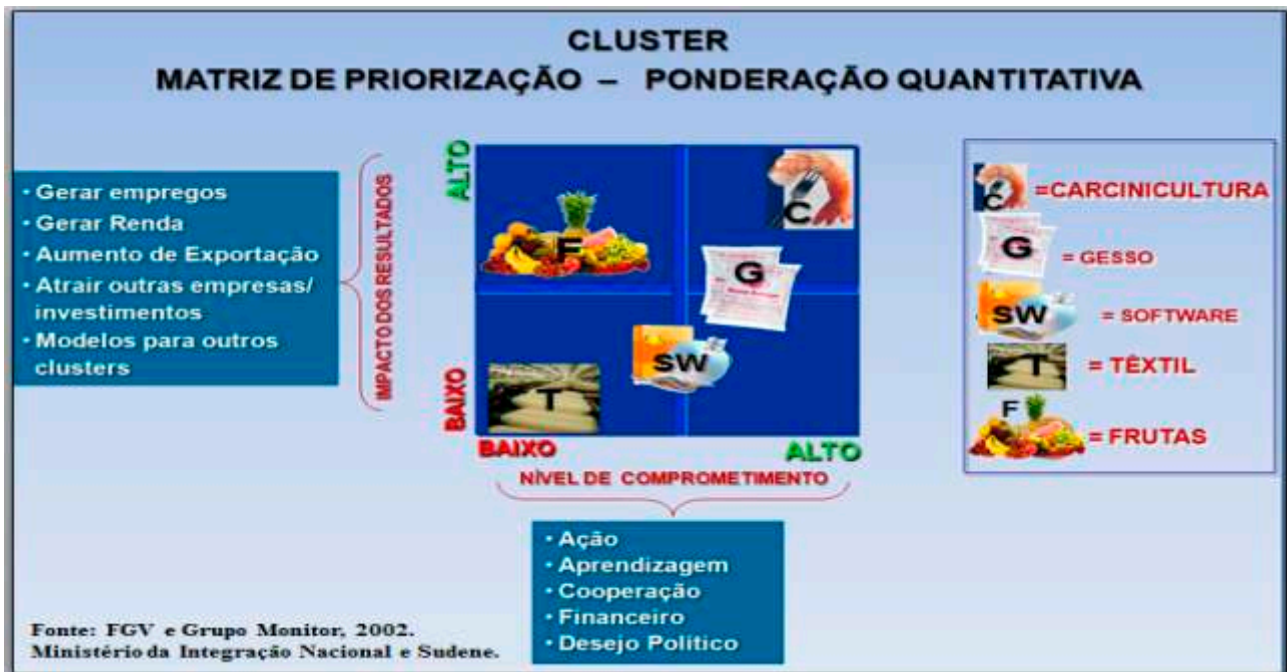 CLUSTER
MATRIZ DE PRIORIZAÇÃO – PONDERAÇÃO QUANTITATIVA
• Gerar empregos
• Gerar Renda
• Aumento de Exportação
• Atrair outras empresas/
investimentos
• Modelos para outros
clusters
IMPACTO DOS RESULTADOS
ALTO
BAIXO
F
C
G
SW
T
BAIXO
ALTO
NÍVEL DE COMPROMETIMENTO
• Ação
• Aprendizagem
• Cooperação
• Financeiro
• Desejo Político
C =CARCINICULTURA
G = GESSO
SW = SOFTWARE
T = TÊXTIL
F = FRUTAS
Fonte: FGV e Grupo Monitor, 2002.
Ministério da Integração Nacional e Sudene.